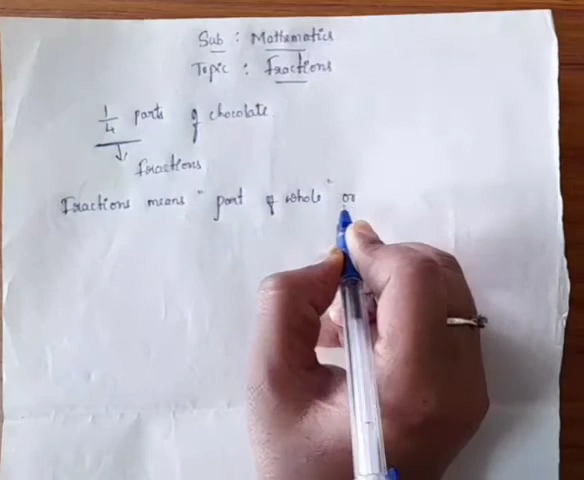 Sub : Mathematics
Topic : Fractions
1/4 parts of chocolate.
↓
fractions
Fractions means " part of whole " or